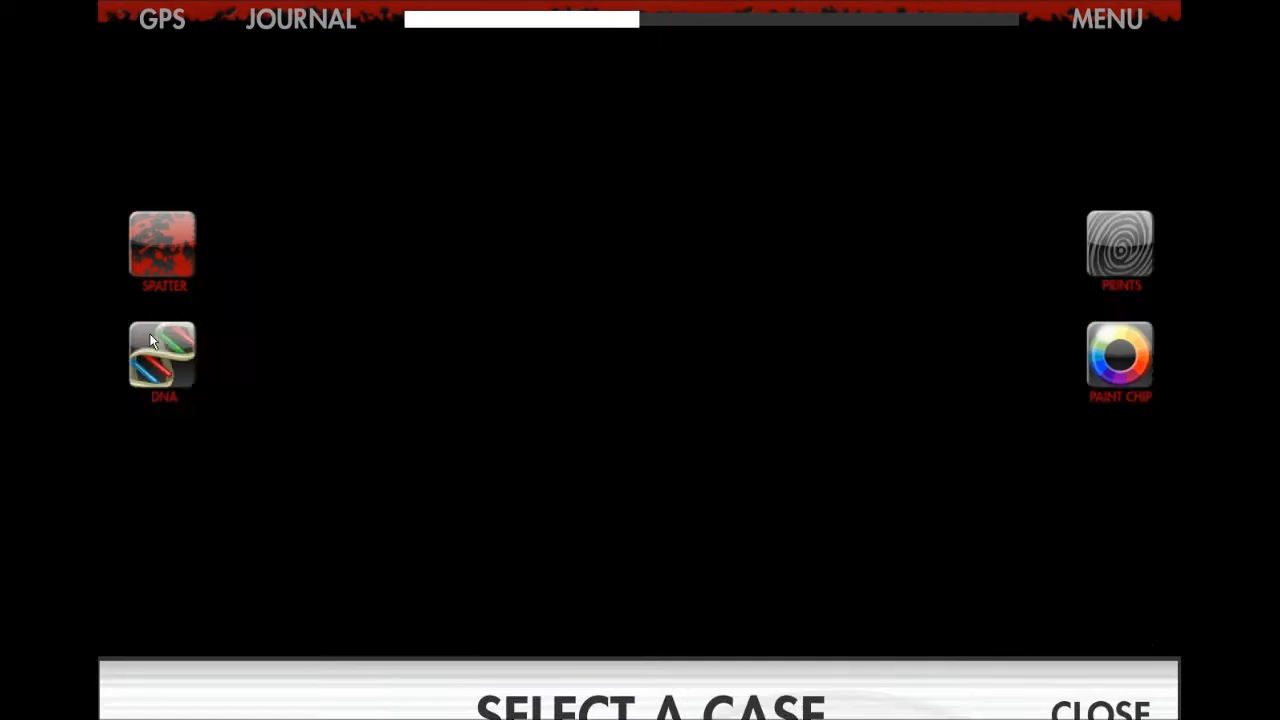 GPS JOURNAL MENU
SPATTER
PRINTS
DNA
PAINT CHIP
SELECT A CASE
CLOSE